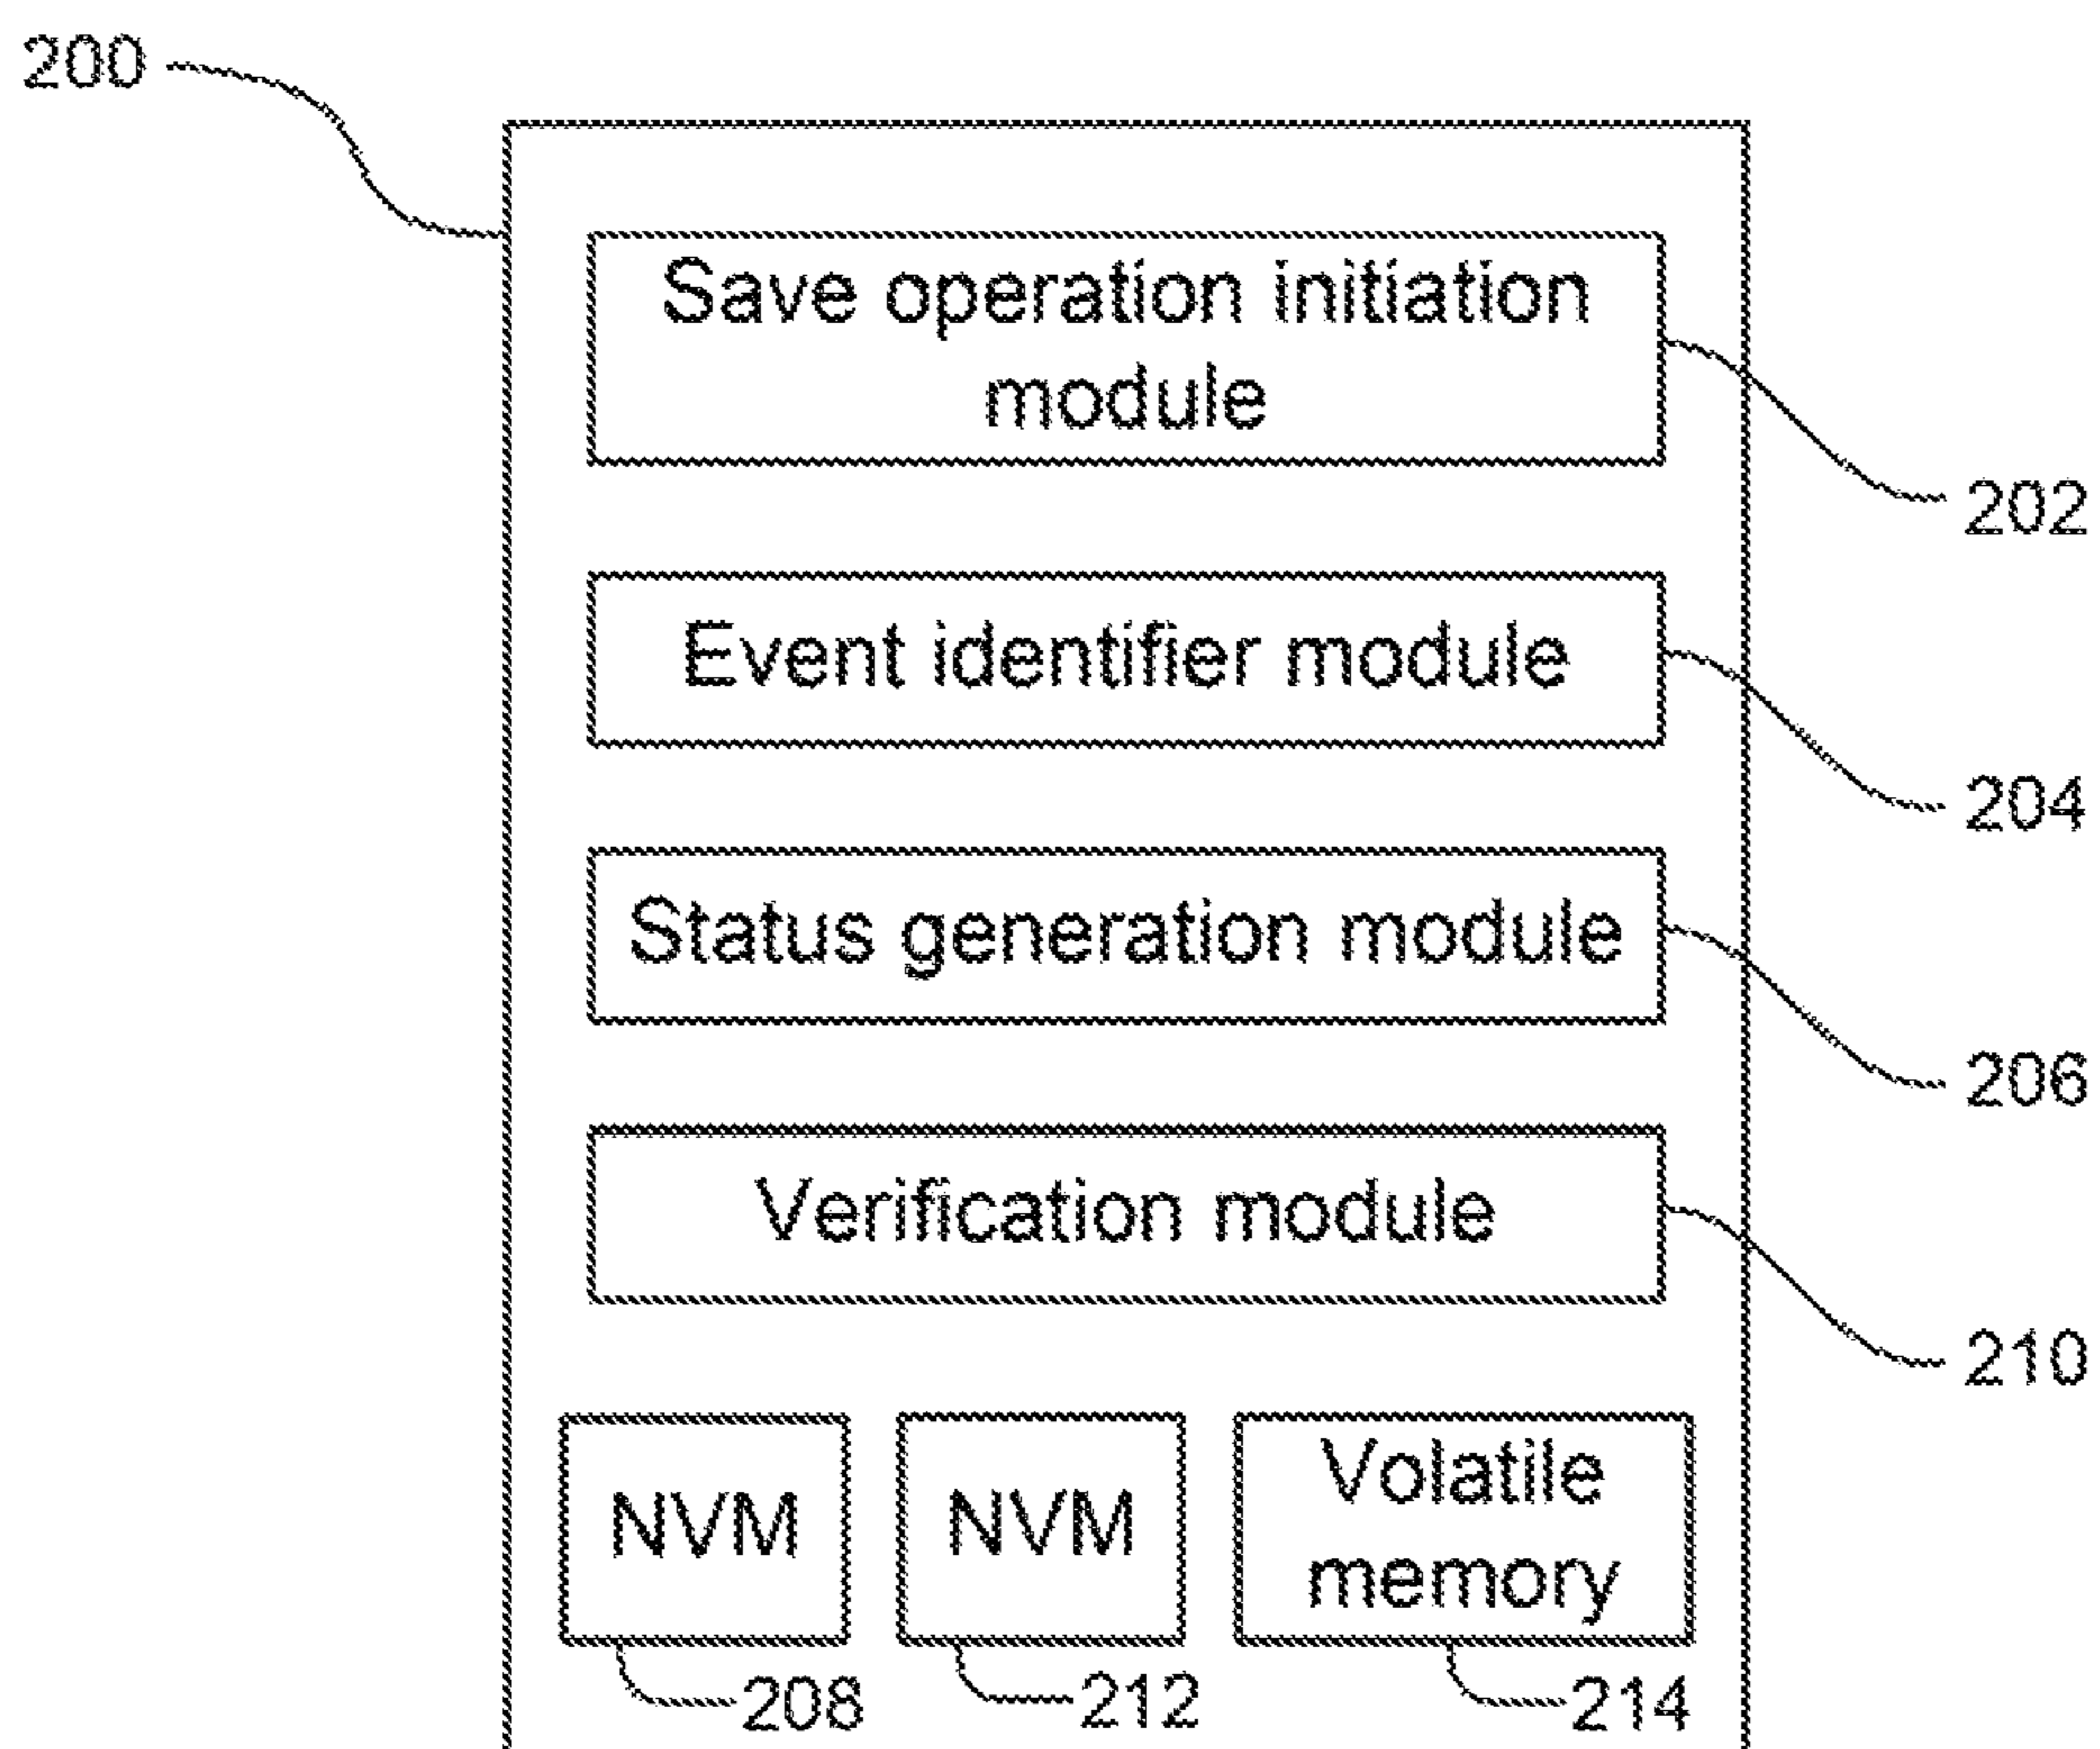 200
Save operation initiation
module
202
Event identifier module
204
Status generation module
206
Verification module
210
NVM
NVM
Volatile
memory
208
212
214